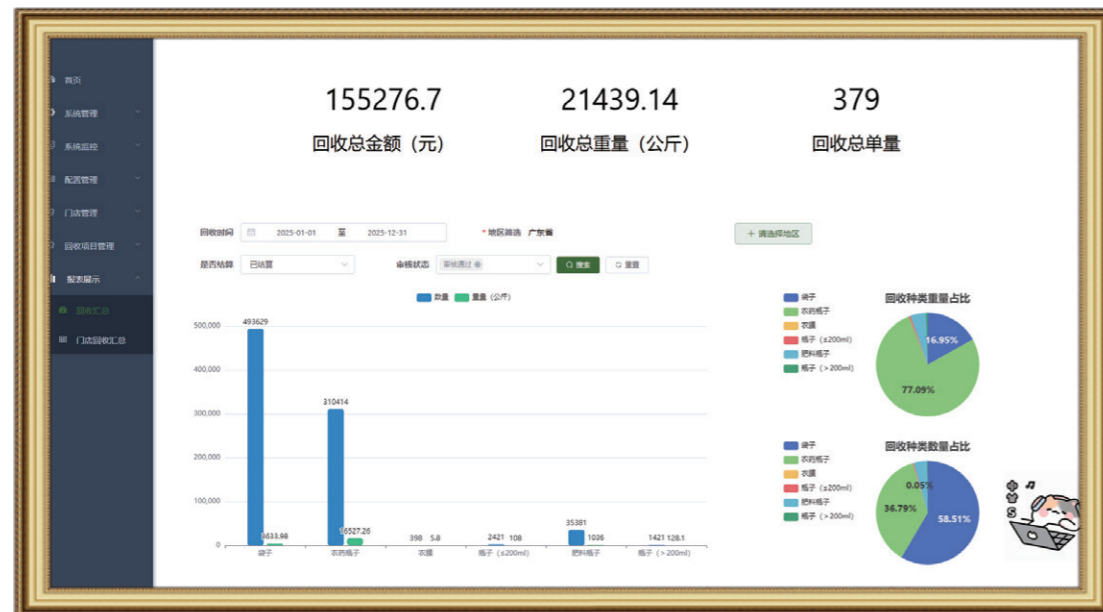 首页
系统管理
系统监控
配置管理
门店管理
回收项目管理
报表展示
回收汇总
门店回收汇总
155276.7
21439.14
379
回收总金额（元）
回收总重量（公斤）
回收总单量
回收时间 2025-01-01 至 2025-12-31 * 地区筛选 广东省 + 请选择地区
是否结算 已结算 审核状态 审核通过 搜索 重置
数量 重量（公斤）
500,000
400,000
300,000
200,000
100,000
0
493629
3633.98
310414
16527.26
398 5.8
2421 108
35381
1036
1421 128.1
袋子
农药瓶子
农膜
瓶子（≤200ml）
肥料瓶子
瓶子（>200ml）
回收种类重量占比
袋子
农药瓶子
农膜
瓶子（≤200ml）
肥料瓶子
瓶子（>200ml）
16.95%
77.09%
回收种类数量占比
袋子
农药瓶子
农膜
瓶子（≤200ml）
肥料瓶子
瓶子（>200ml）
0.05%
36.79%
58.51%
中
S